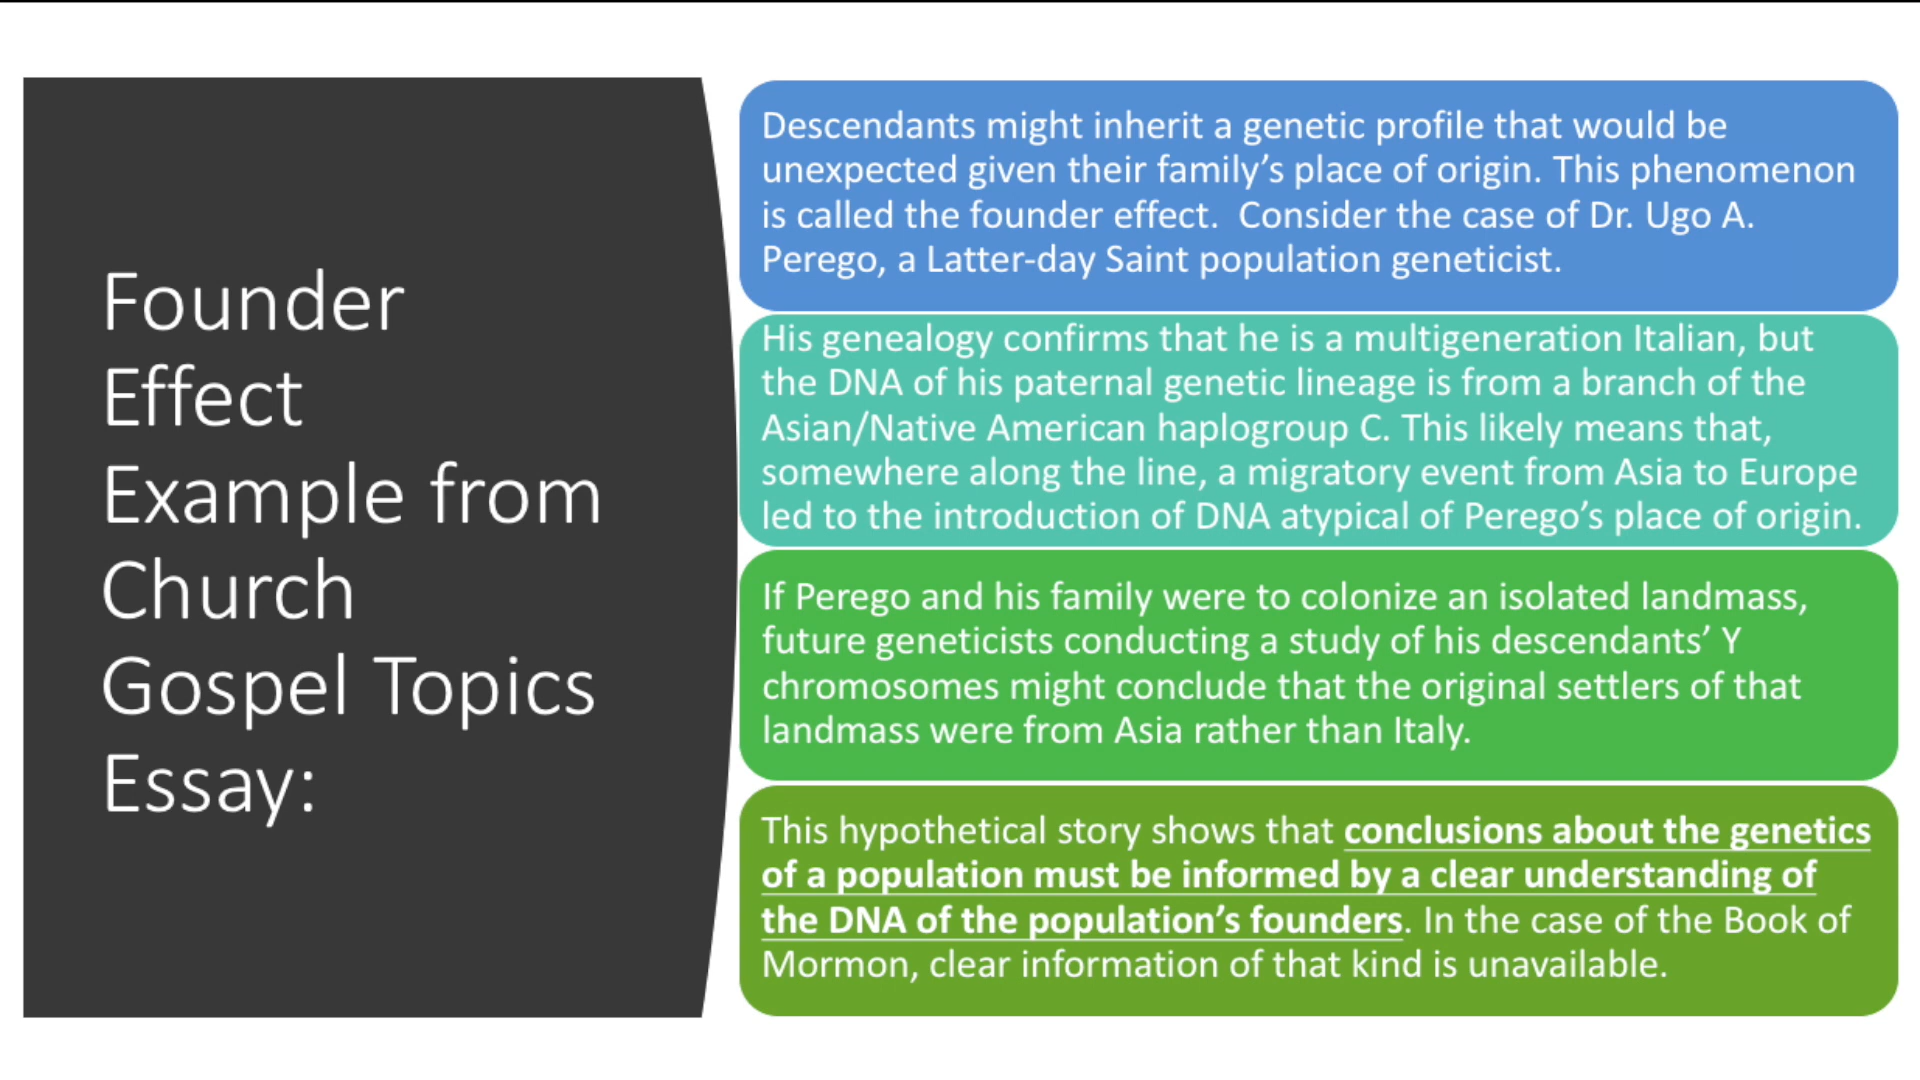 Founder
Effect
Example from
Church
Gospel Topics
Essay:
Descendants might inherit a genetic profile that would be
unexpected given their family’s place of origin. This phenomenon
is called the founder effect.  Consider the case of Dr. Ugo A.
Perego, a Latter-day Saint population geneticist.
His genealogy confirms that he is a multigeneration Italian, but
the DNA of his paternal genetic lineage is from a branch of the
Asian/Native American haplogroup C. This likely means that,
somewhere along the line, a migratory event from Asia to Europe
led to the introduction of DNA atypical of Perego’s place of origin.
If Perego and his family were to colonize an isolated landmass,
future geneticists conducting a study of his descendants’ Y
chromosomes might conclude that the original settlers of that
landmass were from Asia rather than Italy.
This hypothetical story shows that conclusions about the genetics
of a population must be informed by a clear understanding of
the DNA of the population’s founders. In the case of the Book of
Mormon, clear information of that kind is unavailable.